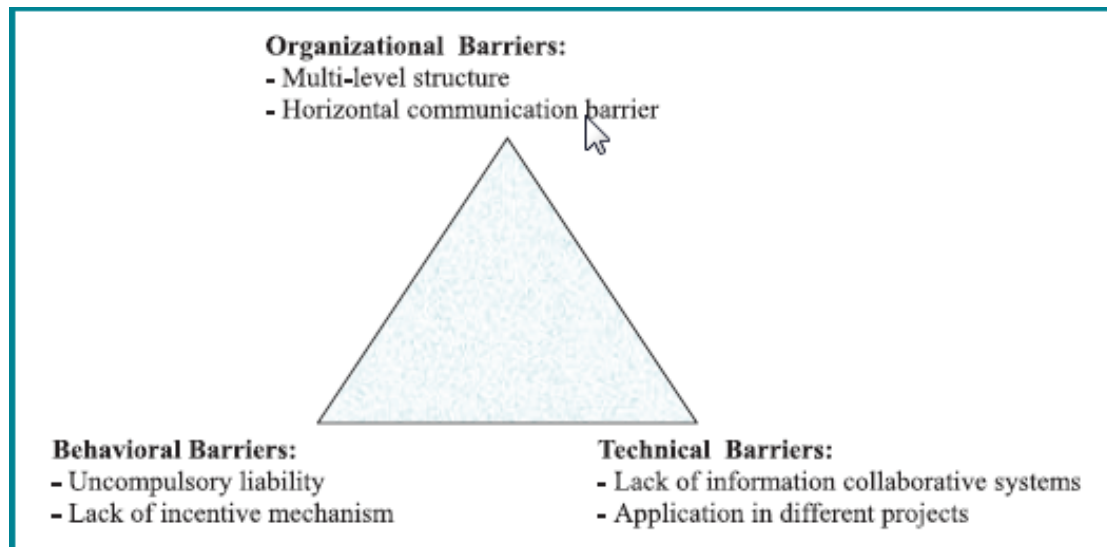 Organizational Barriers:
- Multi-level structure
- Horizontal communication barrier
Behavioral Barriers:
- Uncompulsory liability
- Lack of incentive mechanism
Technical Barriers:
- Lack of information collaborative systems
- Application in different projects